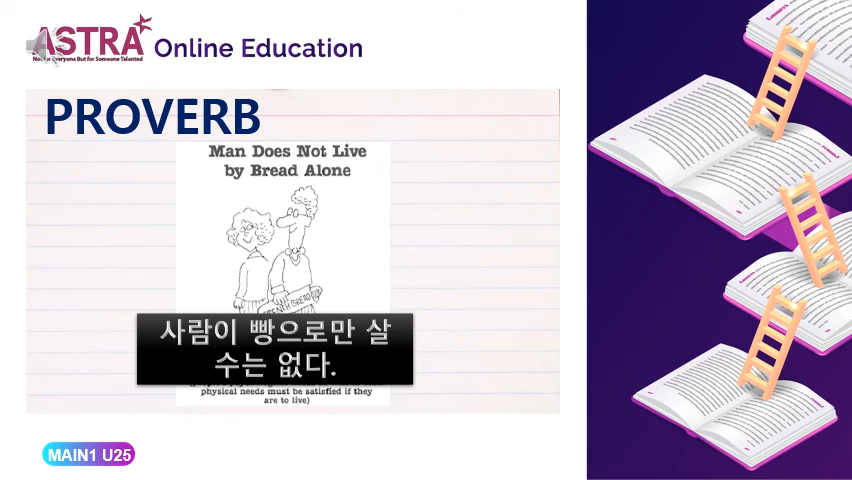 ASTRA
Not for Everyone But for Someone Talented
Online Education
PROVERB
Man Does Not Live
by Bread Alone
FRENCH BREAD
사람이 빵으로만 살
수는 없다.
physical needs must be satisfied if they
are to live)
MAIN1 U25